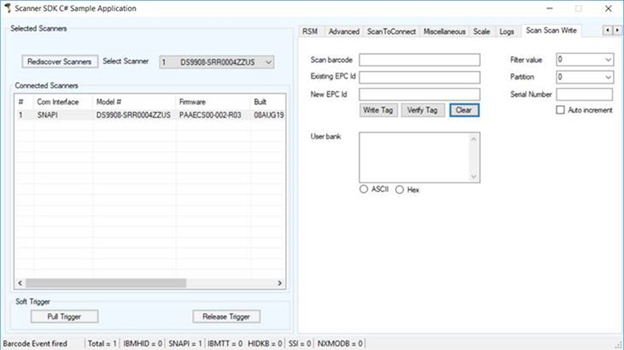 Scanner SDK C# Sample Application
Selected Scanners
Rediscover Scanners Select Scanner 1 DS9908-SRR0004ZZUS
Connected Scanners
# Com Interface Model # Firmware Built
1 SNAPI DS9908-SRR0004ZZUS PAAECS00-002-R03 08AUG19
Soft Trigger
Pull Trigger Release Trigger
RSM Advanced ScanToConnect Miscellaneous Scale Logs Scan Scan Write
Scan barcode Filter value 0
Existing EPC Id Partition 0
New EPC Id Serial Number
Write Tag Verify Tag Clear Auto increment
User bank
ASCII Hex
Barcode Event fired Total = 1 IBMHID = 0 SNAPI = 1 IBMTT = 0 HIDKB = 0 SSI = 0 NXMODB = 0